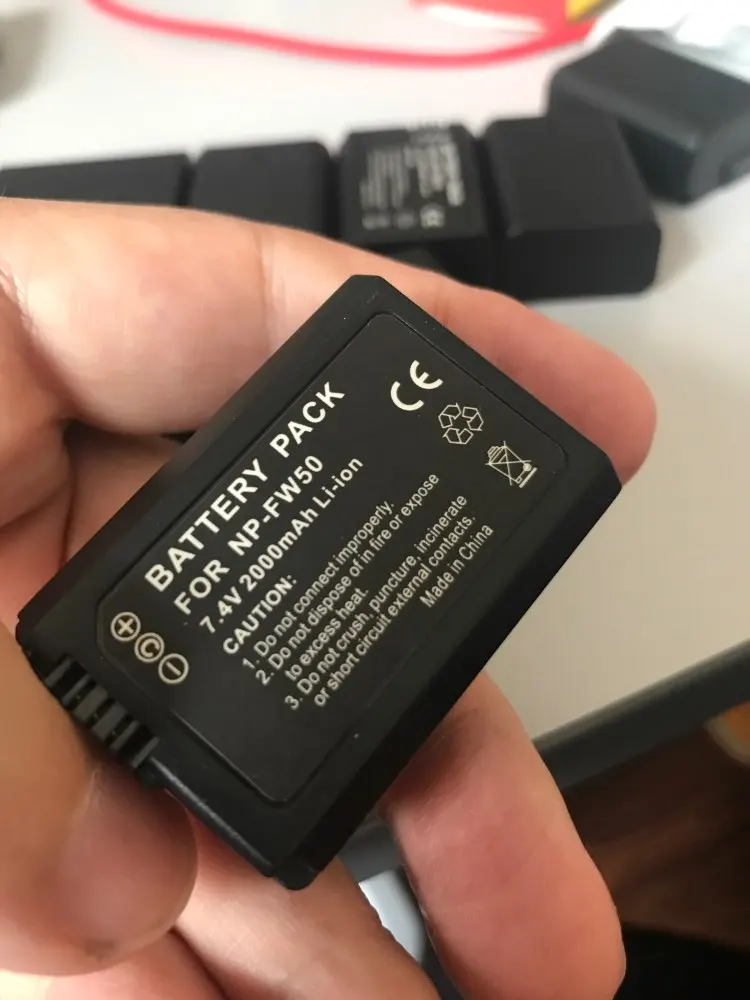 BATTERY PACK
FOR NP-FW50
7.4V 2000mAh Li-ion
CAUTION:
1. Do not connect improperly.
2. Do not dispose of in fire or expose
to excess heat.
3. Do not crush, puncture, incinerate
or short circuit external contacts.
Made in China
CE
+
C
−